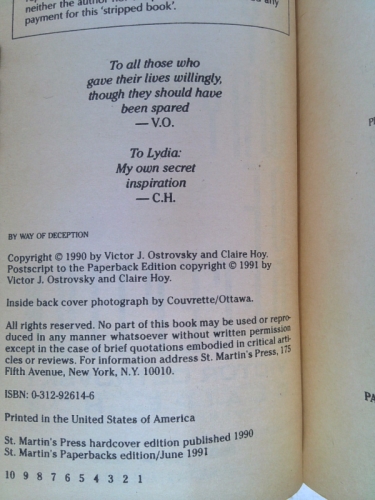 neither the author no
any
payment for this 'stripped book'.
To all those who
gave their lives willingly,
though they should have
been spared
— V.O.
To Lydia:
My own secret
inspiration
— C.H.
BY WAY OF DECEPTION
Copyright © 1990 by Victor J. Ostrovsky and Claire Hoy.
Postscript to the Paperback Edition copyright © 1991 by
Victor J. Ostrovsky and Claire Hoy.
Inside back cover photograph by Couvrette/Ottawa.
All rights reserved. No part of this book may be used or repro-
duced in any manner whatsoever without written permission
except in the case of brief quotations embodied in critical arti-
cles or reviews. For information address St. Martin's Press, 175
Fifth Avenue, New York, N.Y. 10010.
ISBN: 0-312-92614-6
Printed in the United States of America
St. Martin's Press hardcover edition published 1990
St. Martin's Paperbacks edition/June 1991
10 9 8 7 6 5 4 3 2 1
PA